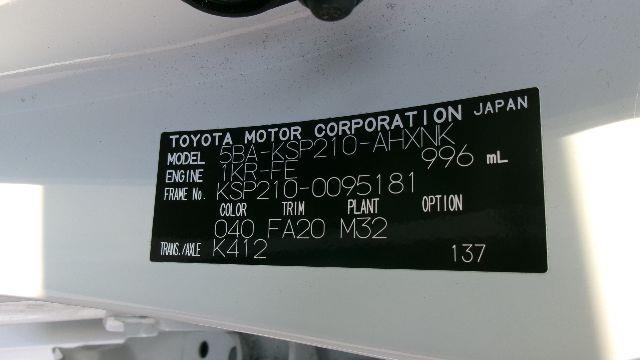 TOYOTA MOTOR CORPORATION JAPAN
MODEL 5BA-KSP210-AHXNK
ENGINE 1KR-FE 996 mL
FRAME No. KSP210-0095181
COLOR TRIM PLANT OPTION
040 FA20 M32
TRANS./AXLE K412 137